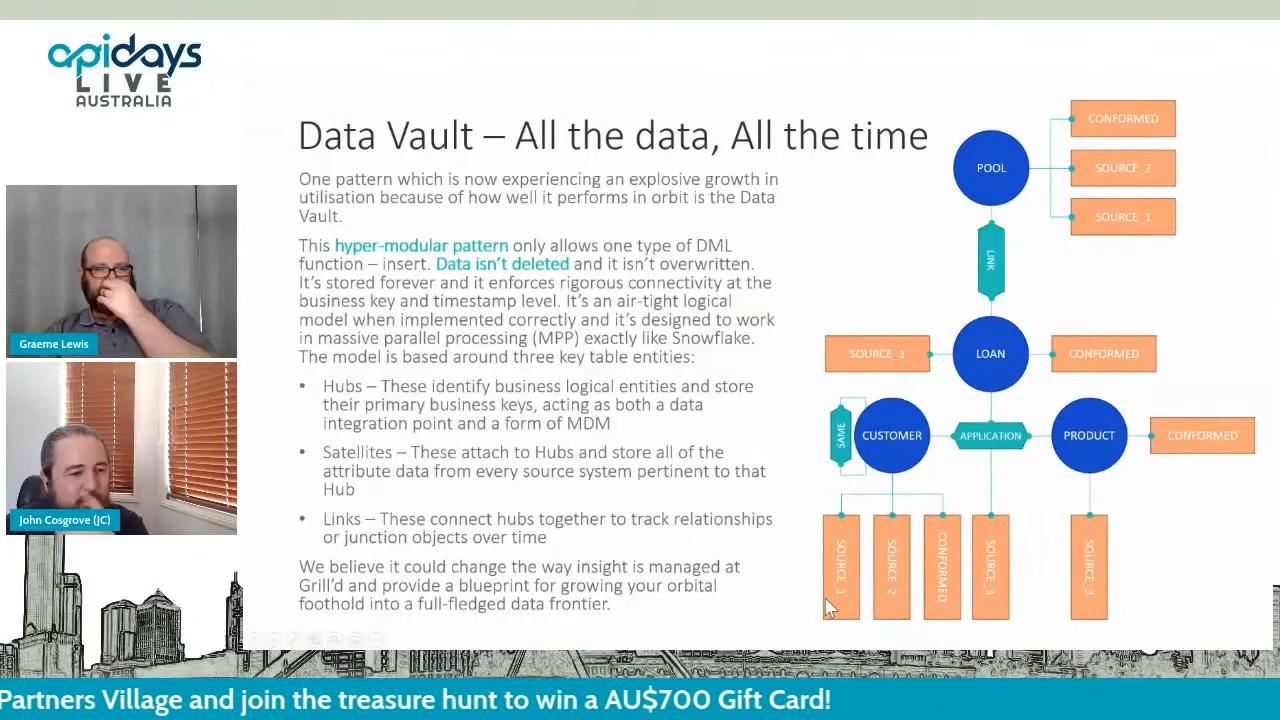 apidays
LIVE
AUSTRALIA
Data Vault – All the data, All the time
One pattern which is now experiencing an explosive growth in
utilisation because of how well it performs in orbit is the Data
Vault.
This hyper-modular pattern only allows one type of DML
function – insert. Data isn't deleted and it isn't overwritten.
It's stored forever and it enforces rigorous connectivity at the
business key and timestamp level. It's an air-tight logical
model when implemented correctly and it's designed to work
in massive parallel processing (MPP) exactly like Snowflake.
The model is based around three key table entities:
• Hubs – These identify business logical entities and store
their primary business keys, acting as both a data
integration point and a form of MDM
• Satellites – These attach to Hubs and store all of the
attribute data from every source system pertinent to that
Hub
• Links – These connect hubs together to track relationships
or junction objects over time
We believe it could change the way insight is managed at
Grill'd and provide a blueprint for growing your orbital
foothold into a full-fledged data frontier.
CONFORMED
POOL
SOURCE_2
SOURCE_1
LINK
SOURCE_1
LOAN
CONFORMED
SAME
CUSTOMER
APPLICATION
PRODUCT
CONFORMED
SOURCE_1
SOURCE_2
CONFORMED
SOURCE_3
SOURCE_3
Graeme Lewis
John Cosgrove (JC)
Partners Village and join the treasure hunt to win a AU$700 Gift Card!